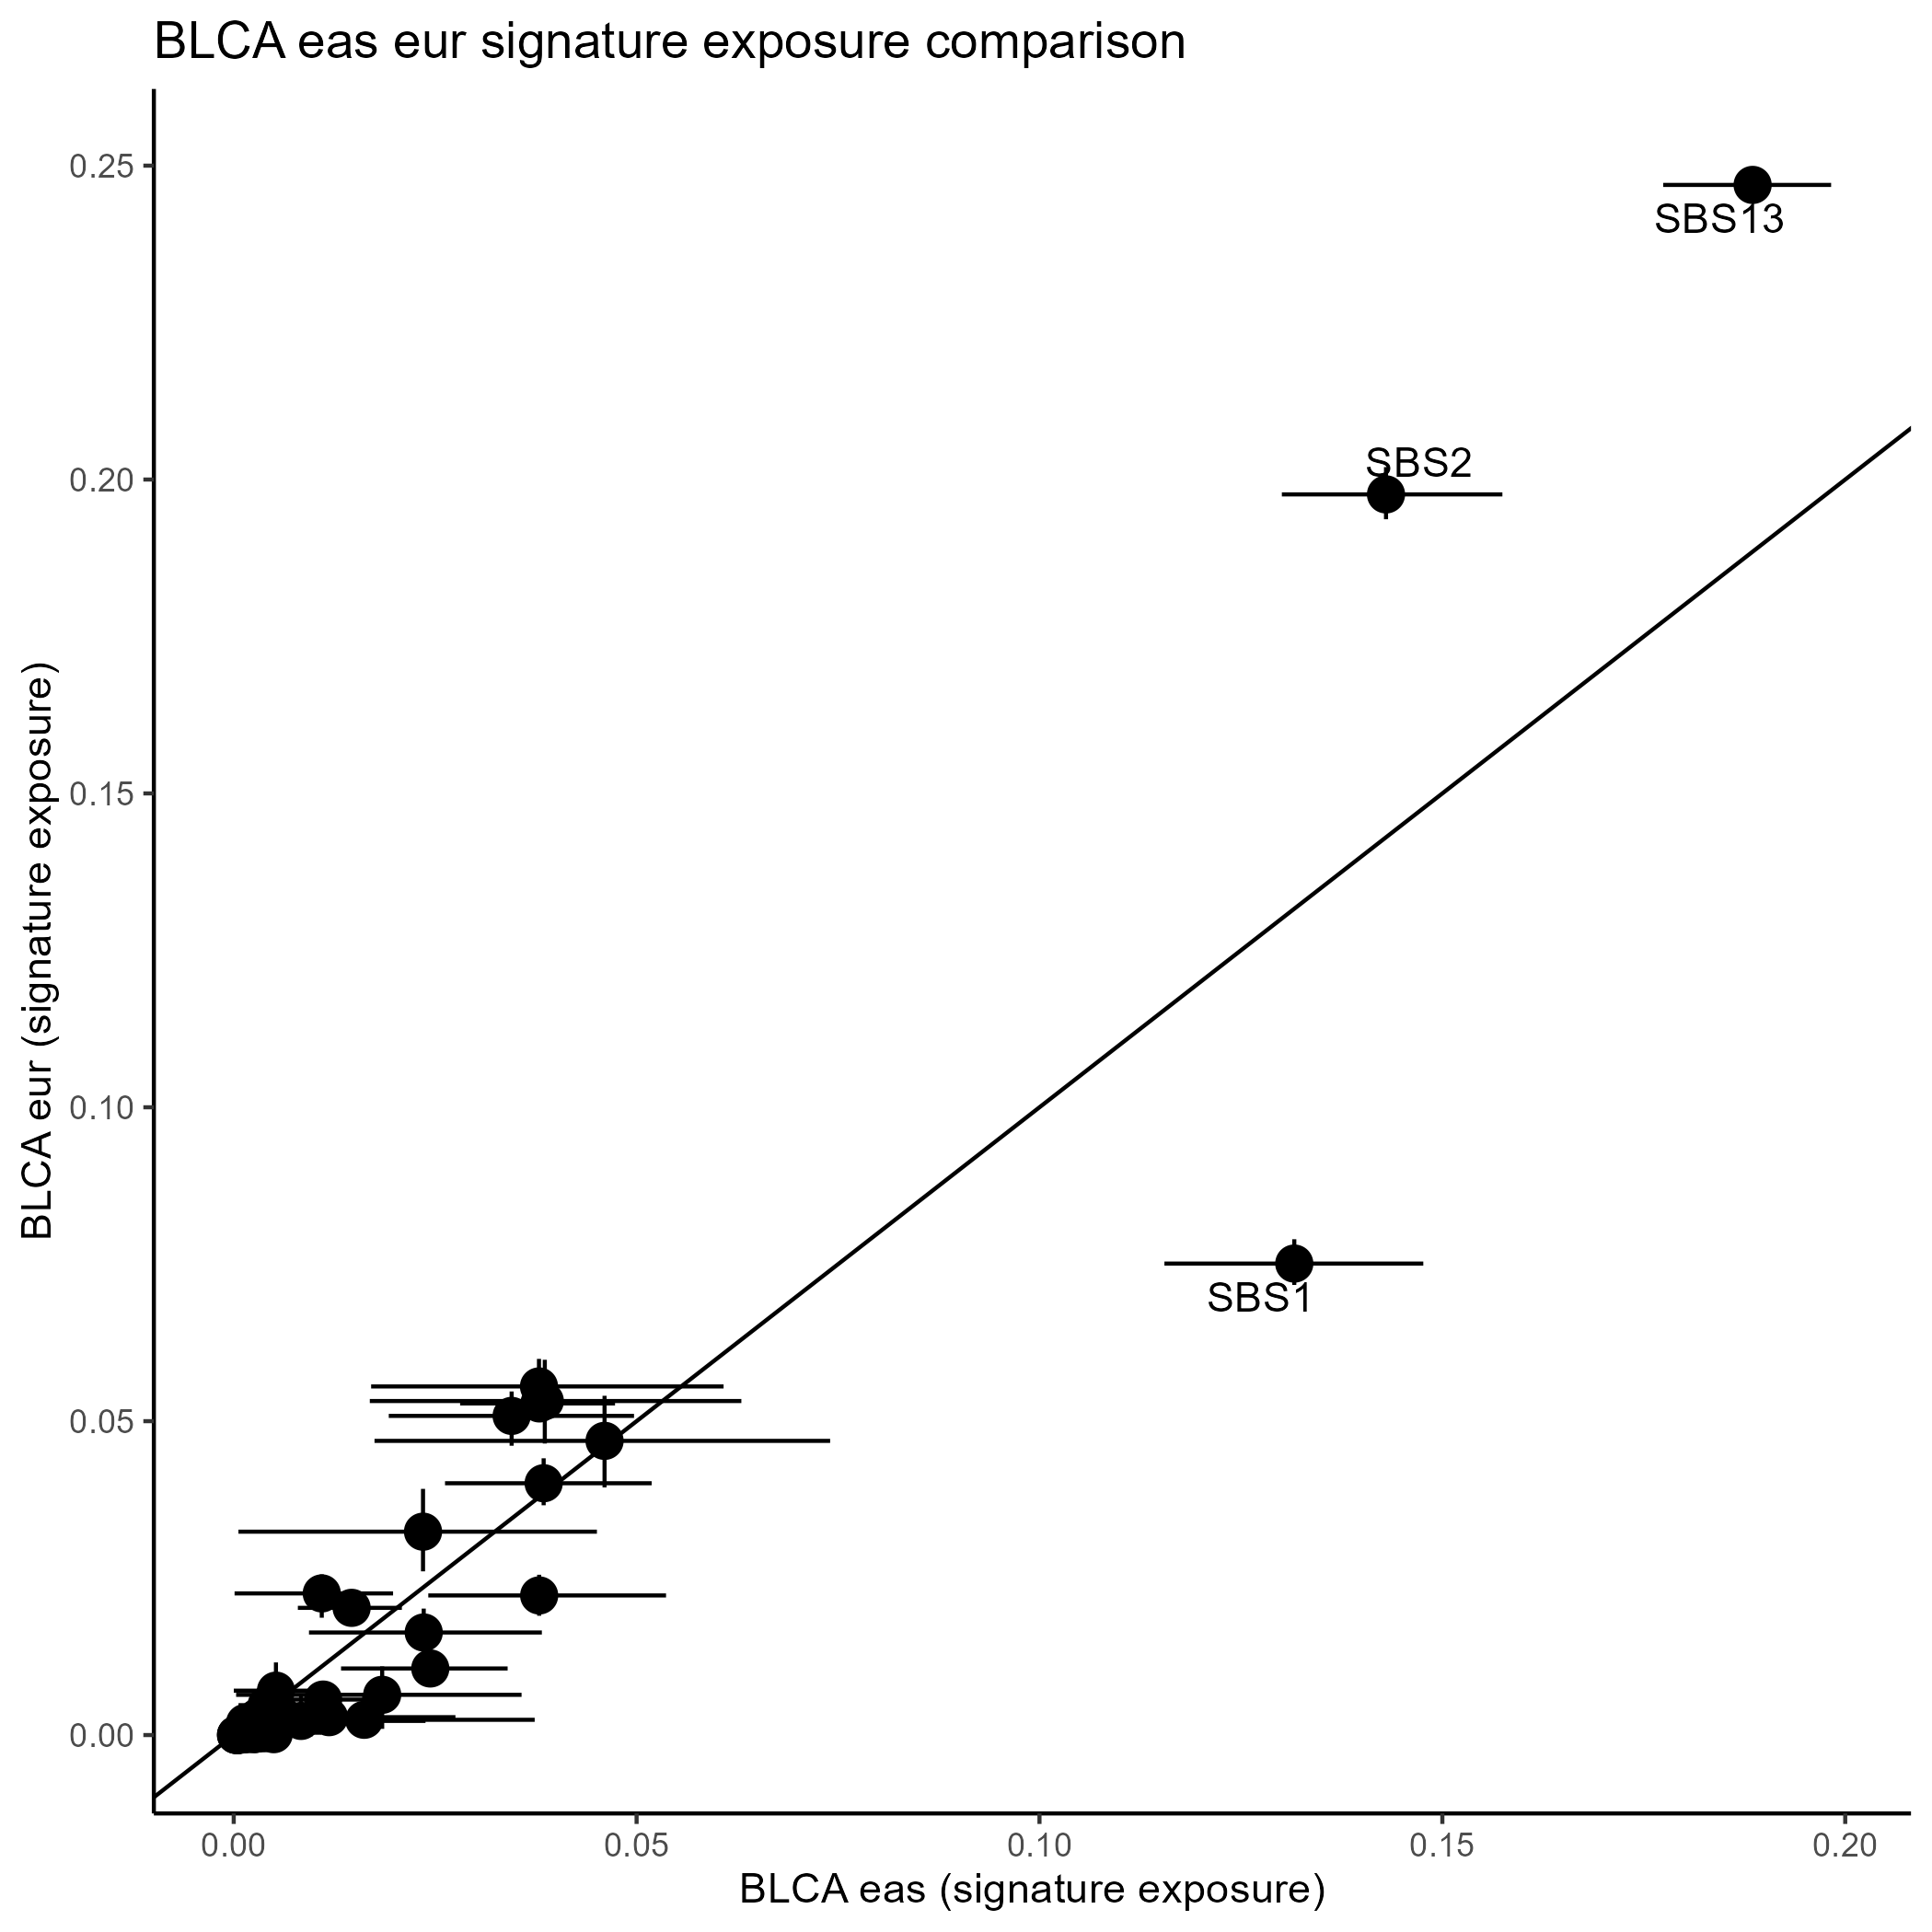 BLCA eas eur signature exposure comparison
BLCA eur (signature exposure)
0.25
0.20
0.15
0.10
0.05
0.00
SBS13
SBS2
SBS1
0.00
0.05
0.10
0.15
0.20
BLCA eas (signature exposure)